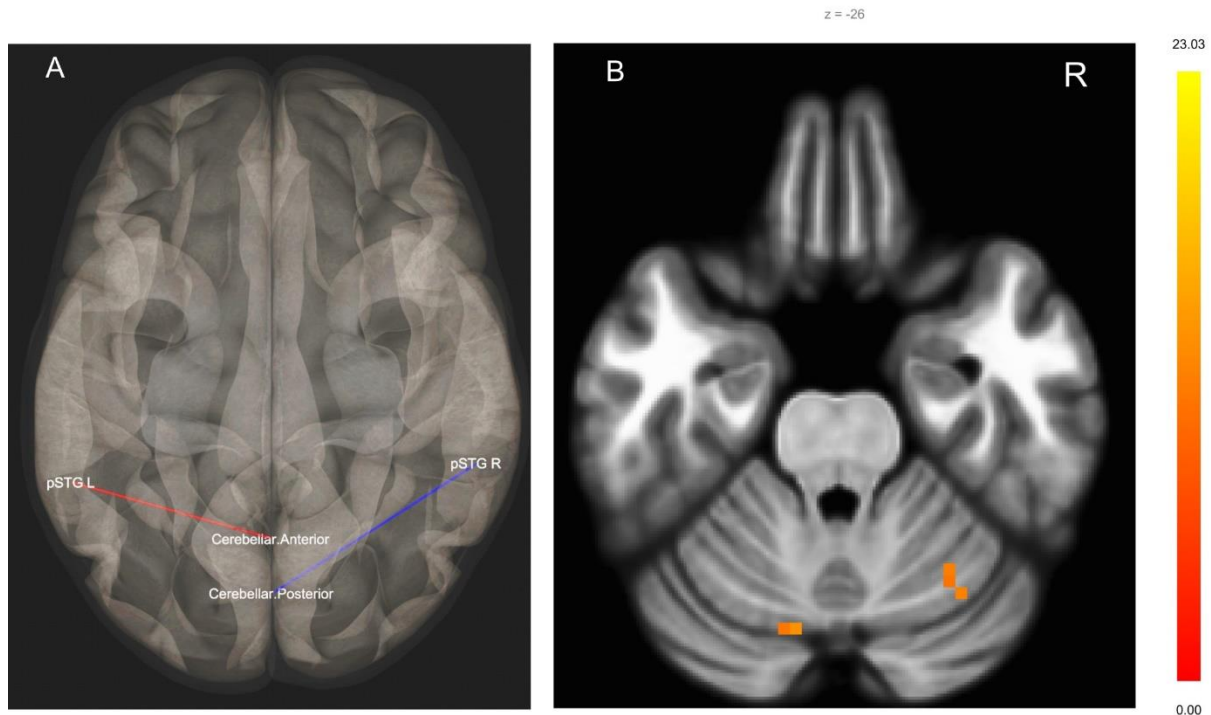 z = -26
23.03
A
B
R
pSTG R
pSTG L
Cerebellar.Anterior
Cerebellar.Posterior
0.00